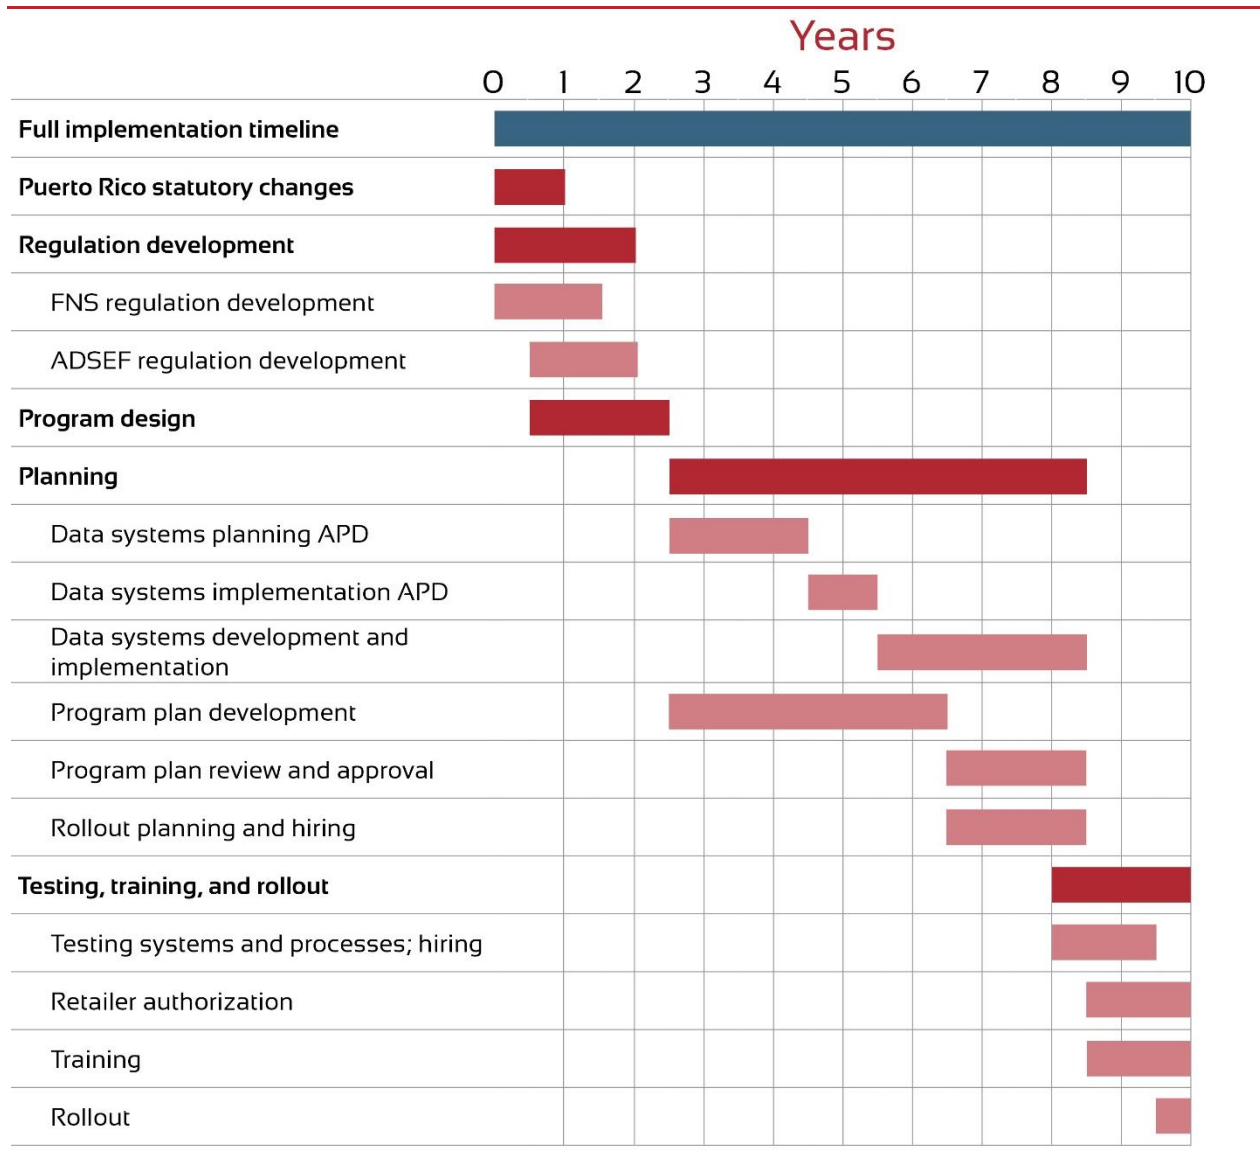 Years
0 1 2 3 4 5 6 7 8 9 10
Full implementation timeline
Puerto Rico statutory changes
Regulation development
FNS regulation development
ADSEF regulation development
Program design
Planning
Data systems planning APD
Data systems implementation APD
Data systems development and
implementation
Program plan development
Program plan review and approval
Rollout planning and hiring
Testing, training, and rollout
Testing systems and processes; hiring
Retailer authorization
Training
Rollout